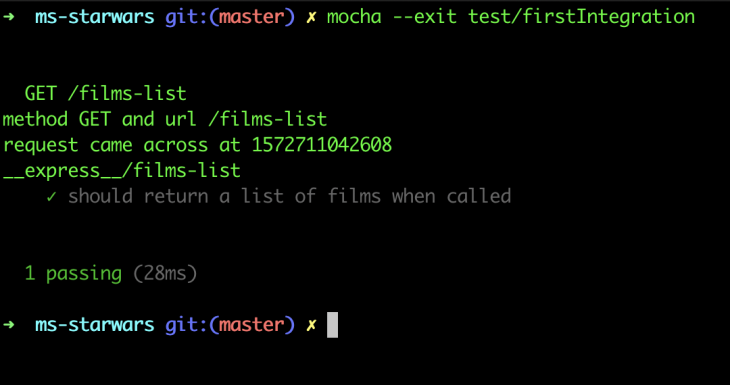 ➜  ms-starwars git:(master) ✗ mocha --exit test/firstIntegration
GET /films-list
method GET and url /films-list
request came across at 1572711042608
__express__/films-list
✓ should return a list of films when called
1 passing (28ms)
➜  ms-starwars git:(master) ✗